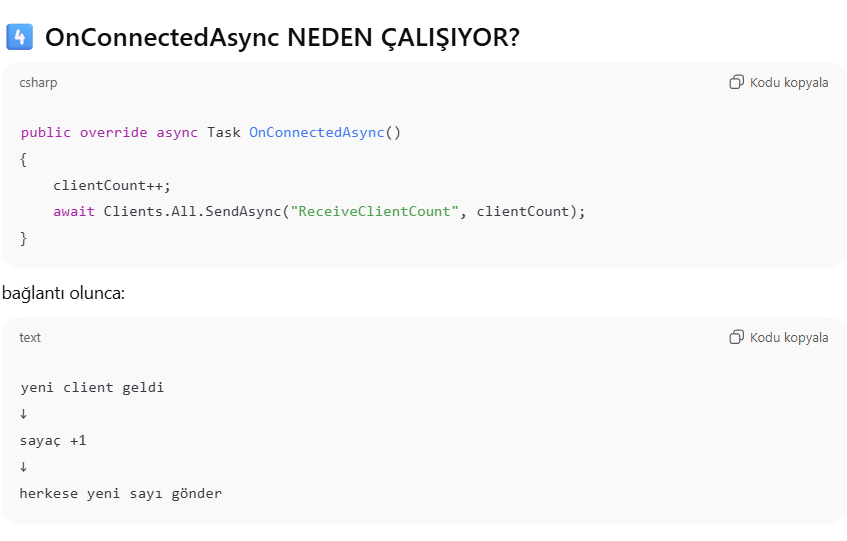 4 OnConnectedAsync NEDEN ÇALIŞIYOR?
csharp
Kodu kopyala
public override async Task OnConnectedAsync()
{
    clientCount++;
    await Clients.All.SendAsync("ReceiveClientCount", clientCount);
}
bağlantı olunca:
text
Kodu kopyala
yeni client geldi
↓
sayaç +1
↓
herkese yeni sayı gönder